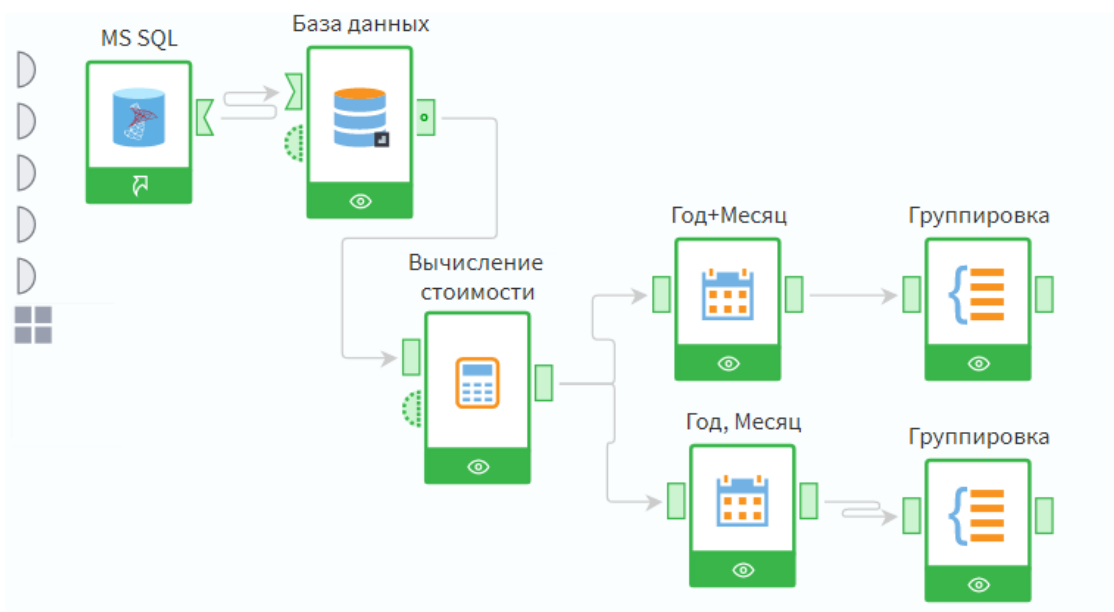 MS SQL
База данных
Вычисление
стоимости
Год+Месяц
Группировка
Год, Месяц
Группировка